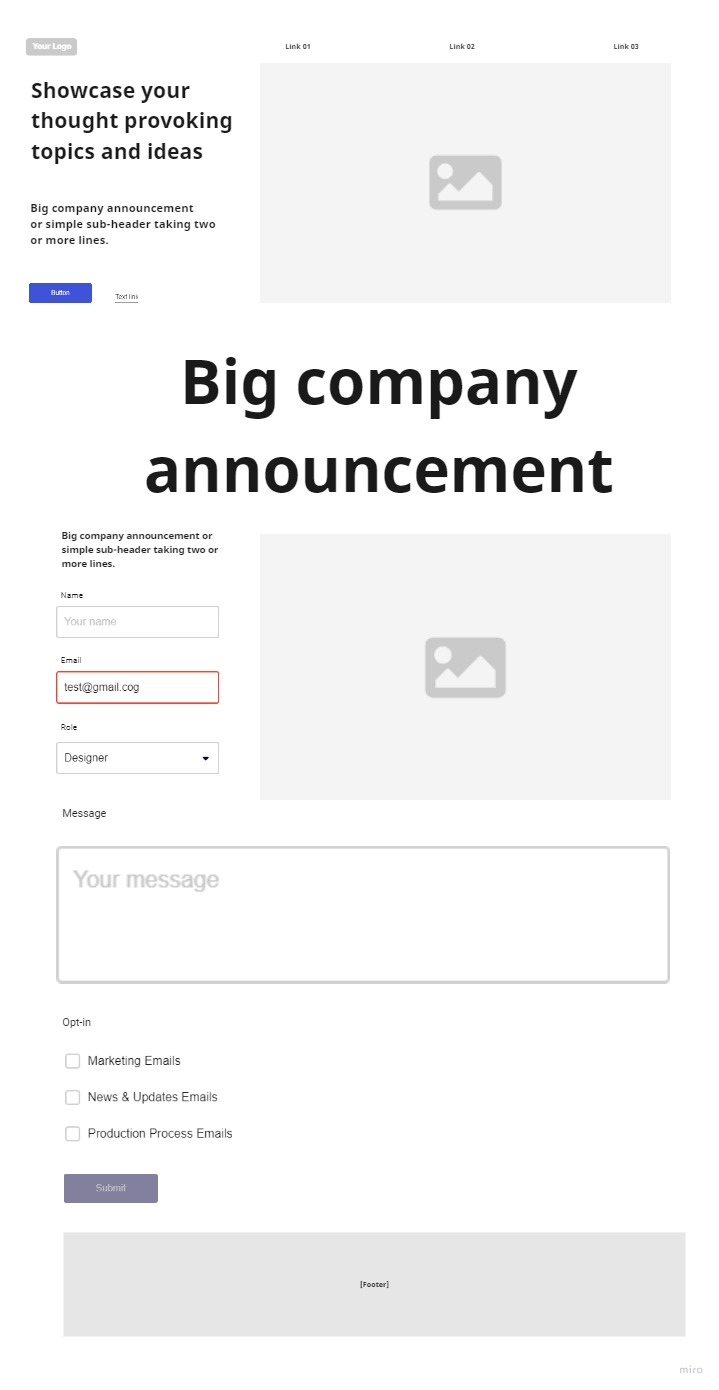 Your Logo
Link 01
Link 02
Link 03
Showcase your
thought provoking
topics and ideas
Big company announcement
or simple sub-header taking two
or more lines.
Button
Text link
Big company
announcement
Big company announcement or
simple sub-header taking two or
more lines.
Name
Your name
Email
test@gmail.cog
Role
Designer
Message
Your message
Opt-in
Marketing Emails
News & Updates Emails
Production Process Emails
Submit
[Footer]
miro